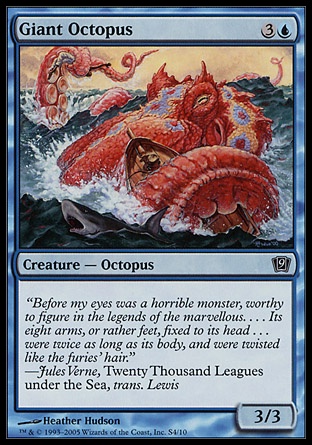 Giant Octopus 3
Creature — Octopus 9
“Before my eyes was a horrible monster, worthy
to figure in the legends of the marvellous. . . . Its
eight arms, or rather feet, fixed to its head . . .
were twice as long as its body, and were twisted
like the furies’ hair.”
—Jules Verne, Twenty Thousand Leagues
under the Sea, trans. Lewis
Heather Hudson
™ & © 1993–2005 Wizards of the Coast, Inc. S4/10
3/3